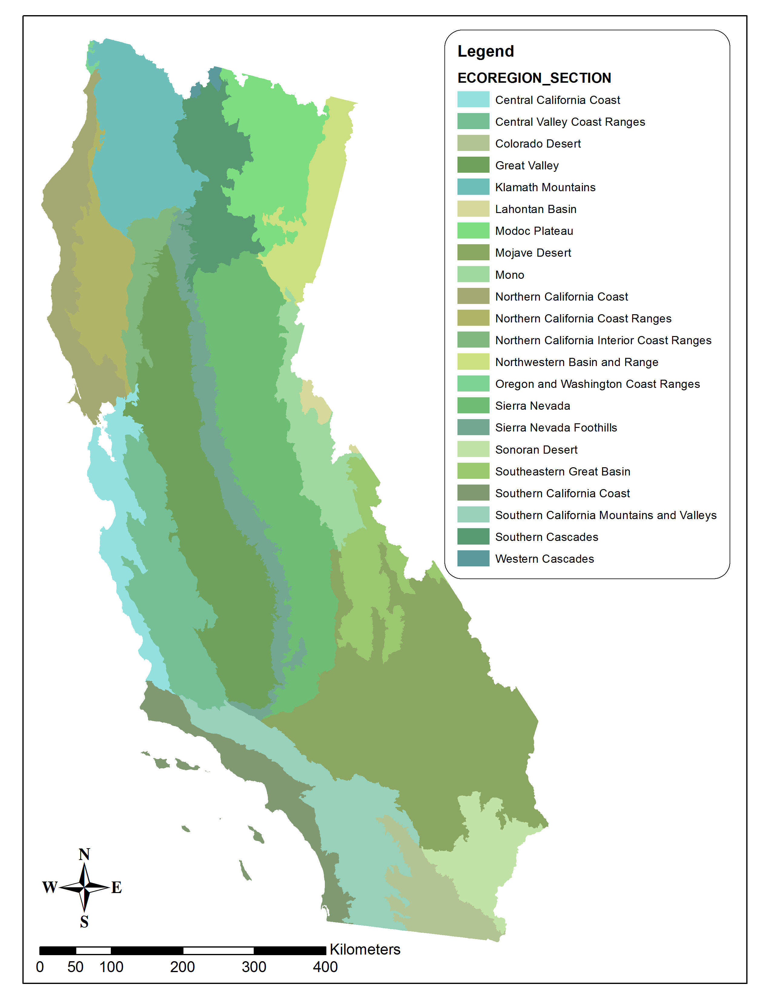 Legend
ECOREGION_SECTION
Central California Coast
Central Valley Coast Ranges
Colorado Desert
Great Valley
Klamath Mountains
Lahontan Basin
Modoc Plateau
Mojave Desert
Mono
Northern California Coast
Northern California Coast Ranges
Northern California Interior Coast Ranges
Northwestern Basin and Range
Oregon and Washington Coast Ranges
Sierra Nevada
Sierra Nevada Foothills
Sonoran Desert
Southeastern Great Basin
Southern California Coast
Southern California Mountains and Valleys
Southern Cascades
Western Cascades
N
W E
S
Kilometers
0 50 100 200 300 400